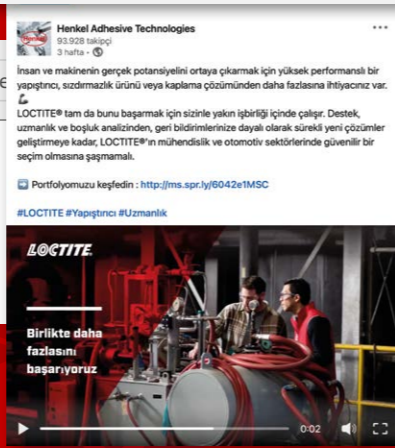 Henkel Adhesive Technologies
93.928 takipçi
3 hafta •
İnsan ve makinenin gerçek potansiyelini ortaya çıkarmak için yüksek performanslı bir
yapıştırıcı, sızdırmazlık ürünü veya kaplama çözümünden daha fazlasına ihtiyacınız var.
LOCTITE® tam da bunu başarmak için sizinle yakın işbirliği içinde çalışır. Destek,
uzmanlık ve boşluk analizinden, geri bildirimlerinize dayalı olarak sürekli yeni çözümler
geliştirmeye kadar, LOCTITE®'ın mühendislik ve otomotiv sektörlerinde güvenilir bir
seçim olmasına şaşmamalı.
Portfolyomuzu keşfedin : http://ms.spr.ly/6042e1MSC
#LOCTITE #Yapıştırıcı #Uzmanlık
LOCTITE
Birlikte daha
fazlasını
başarıyoruz
0:02